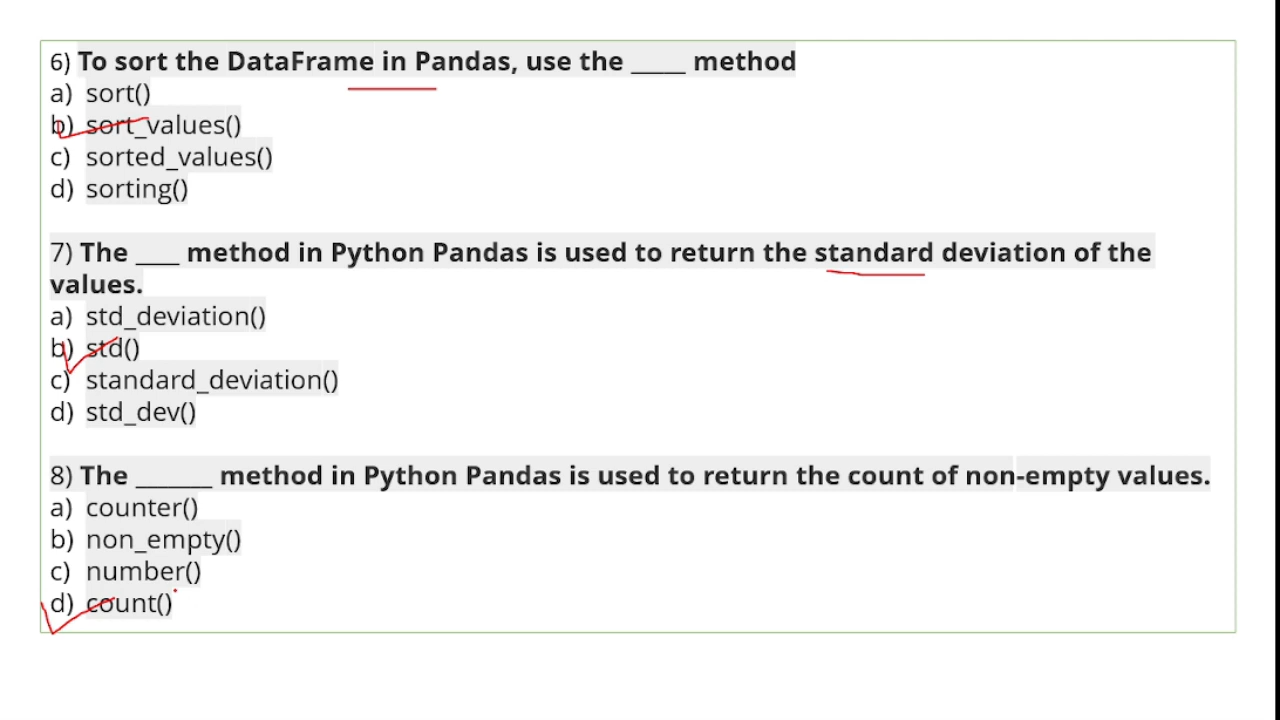 6) To sort the DataFrame in Pandas, use the ____ method
a) sort()
b) sort_values()
c) sorted_values()
d) sorting()
7) The ___ method in Python Pandas is used to return the standard deviation of the
values.
a) std_deviation()
b) std()
c) standard_deviation()
d) std_dev()
8) The ______ method in Python Pandas is used to return the count of non-empty values.
a) counter()
b) non_empty()
c) number()
d) count()